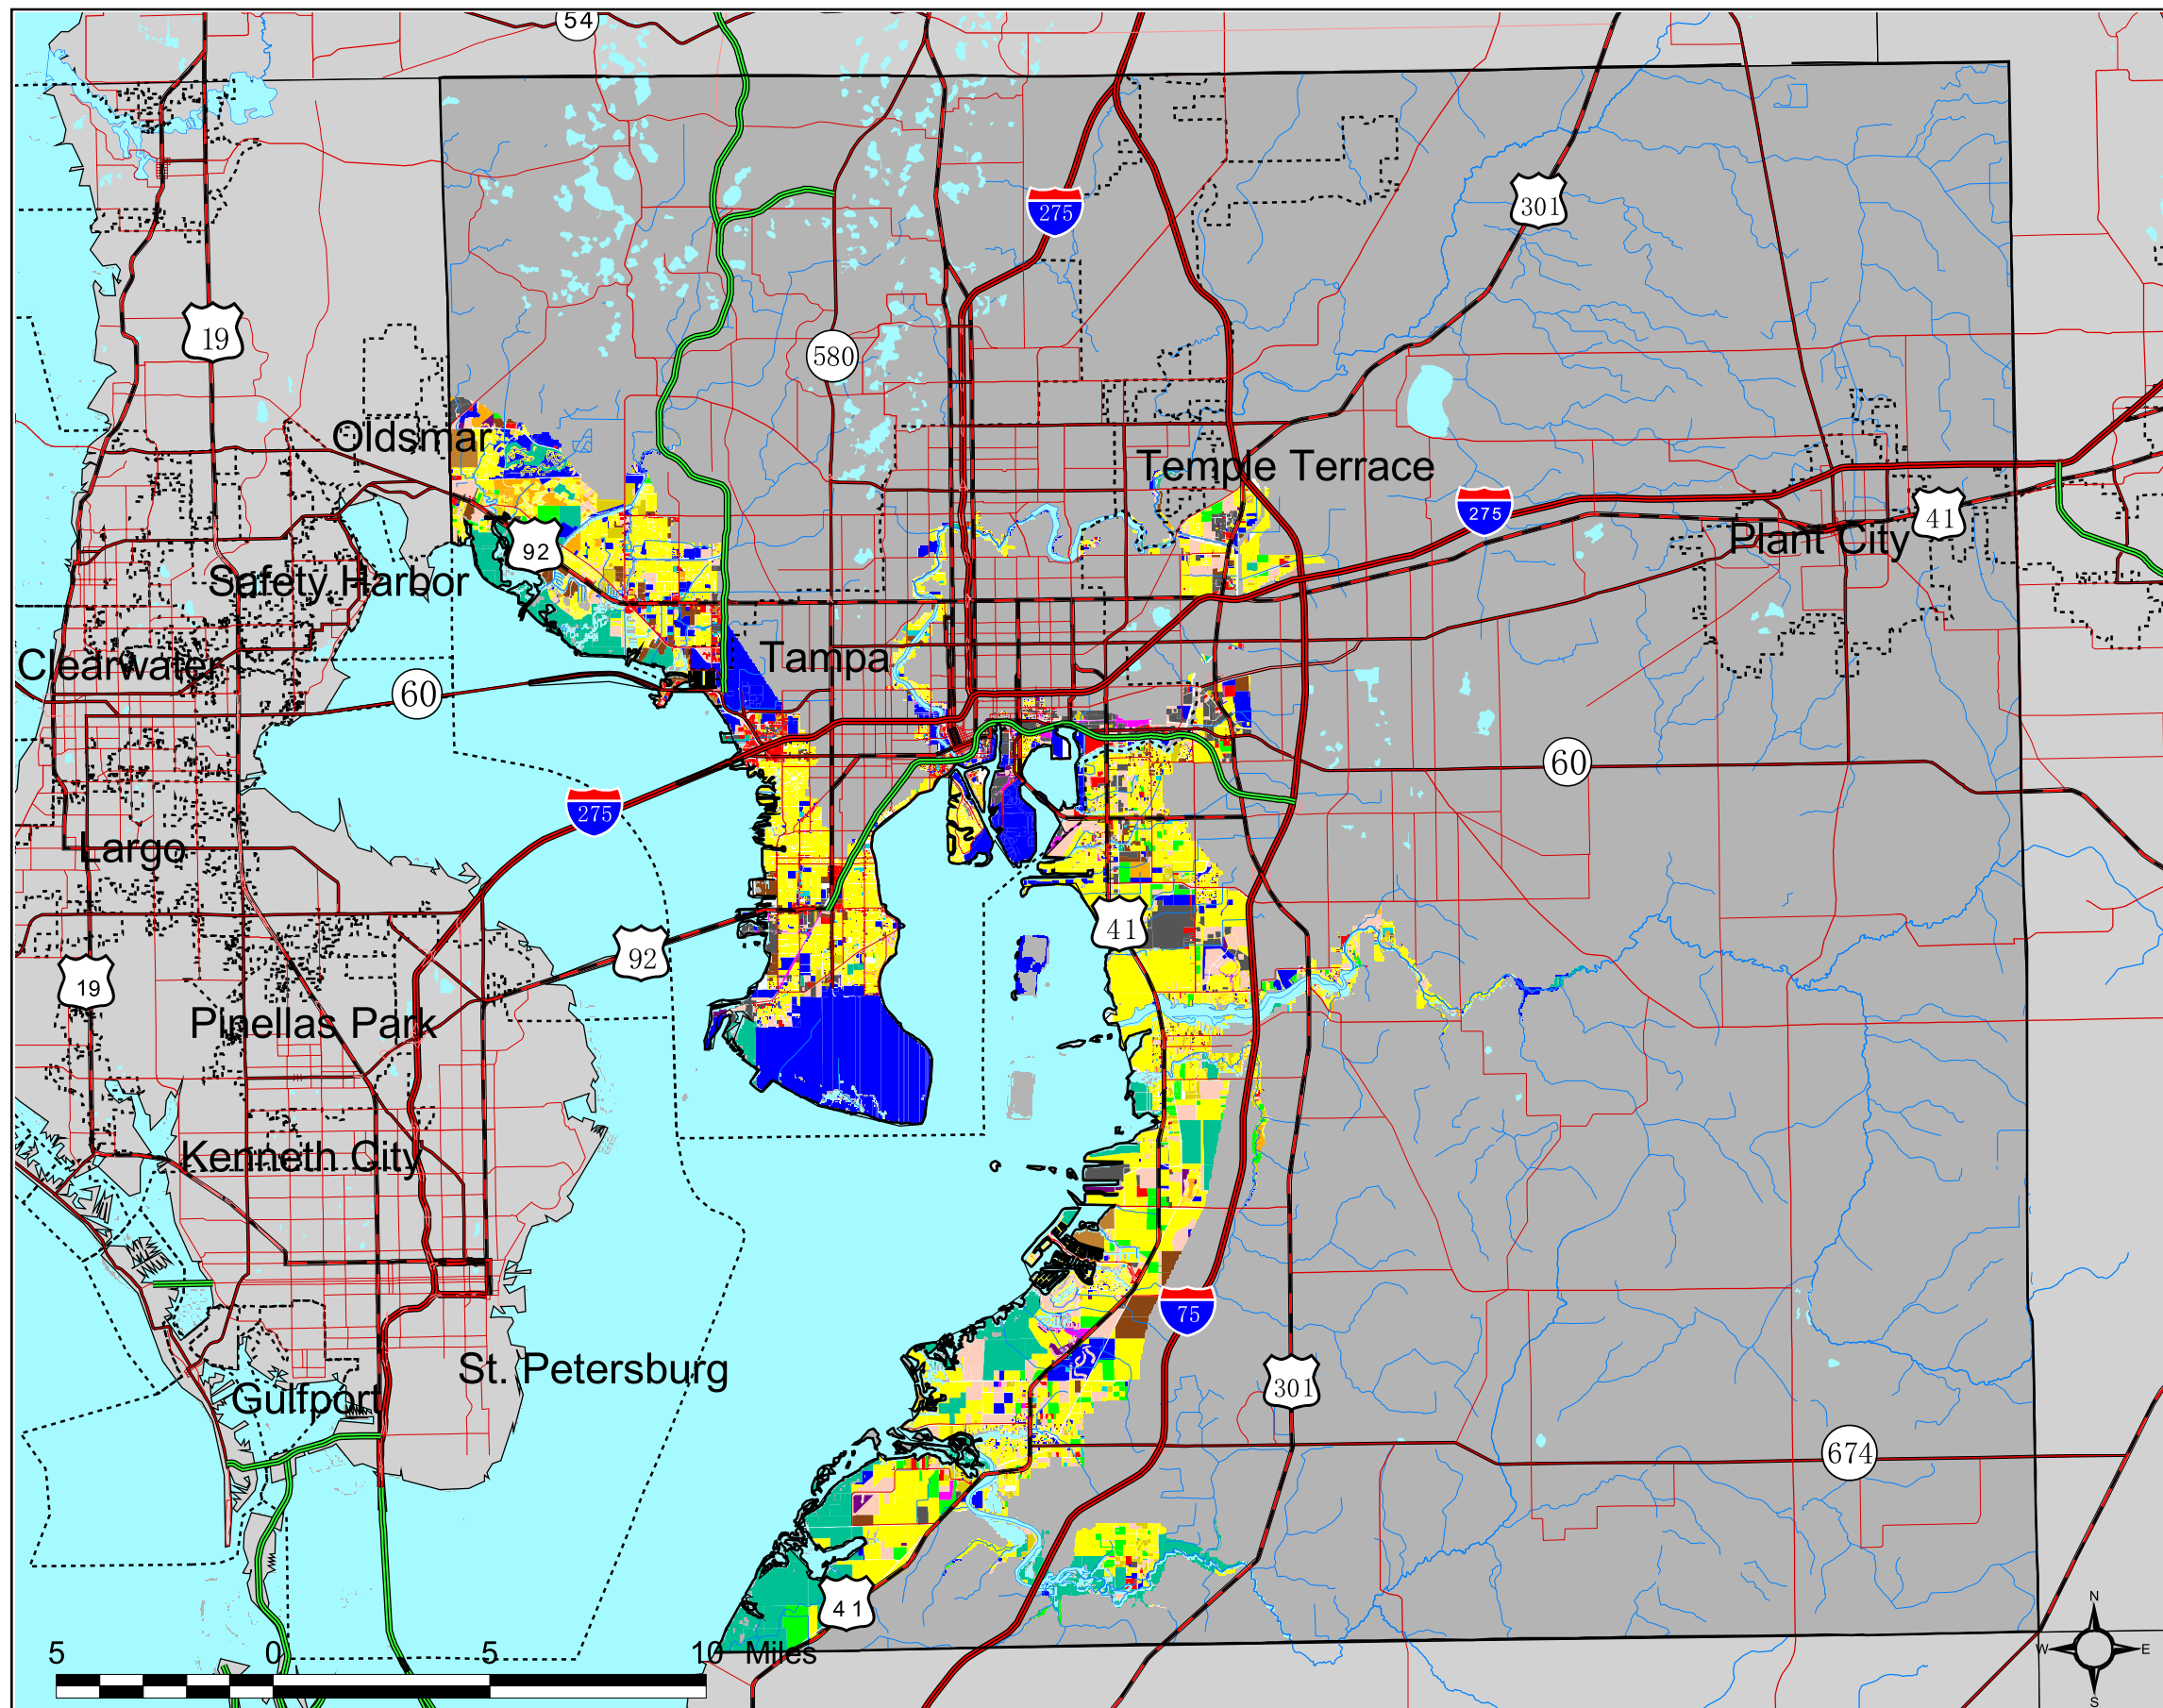 54
275
301
19
580
Oldsmar
Temple Terrace
275
41
92
Plant City
Safety Harbor
Tampa
Clearwater
60
60
275
Largo
41
92
19
Pinellas Park
Kenneth City
75
St. Petersburg
301
Gulfport
674
41
N
W E
S
5 0 5 10 Miles